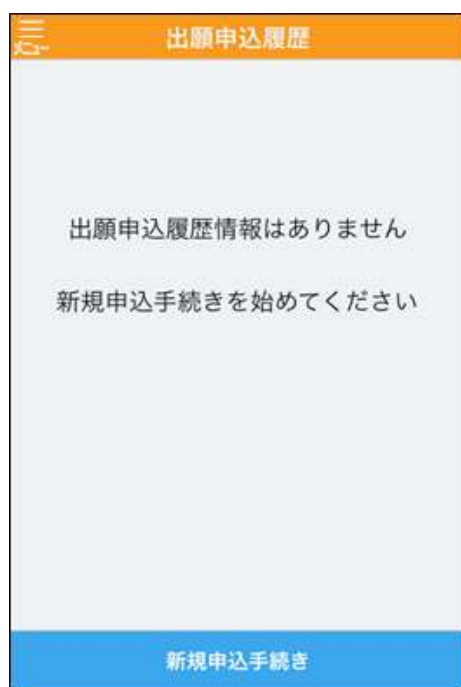 メニュー
出願申込履歴
出願申込履歴情報はありません
新規申込手続きを始めてください
新規申込手続き